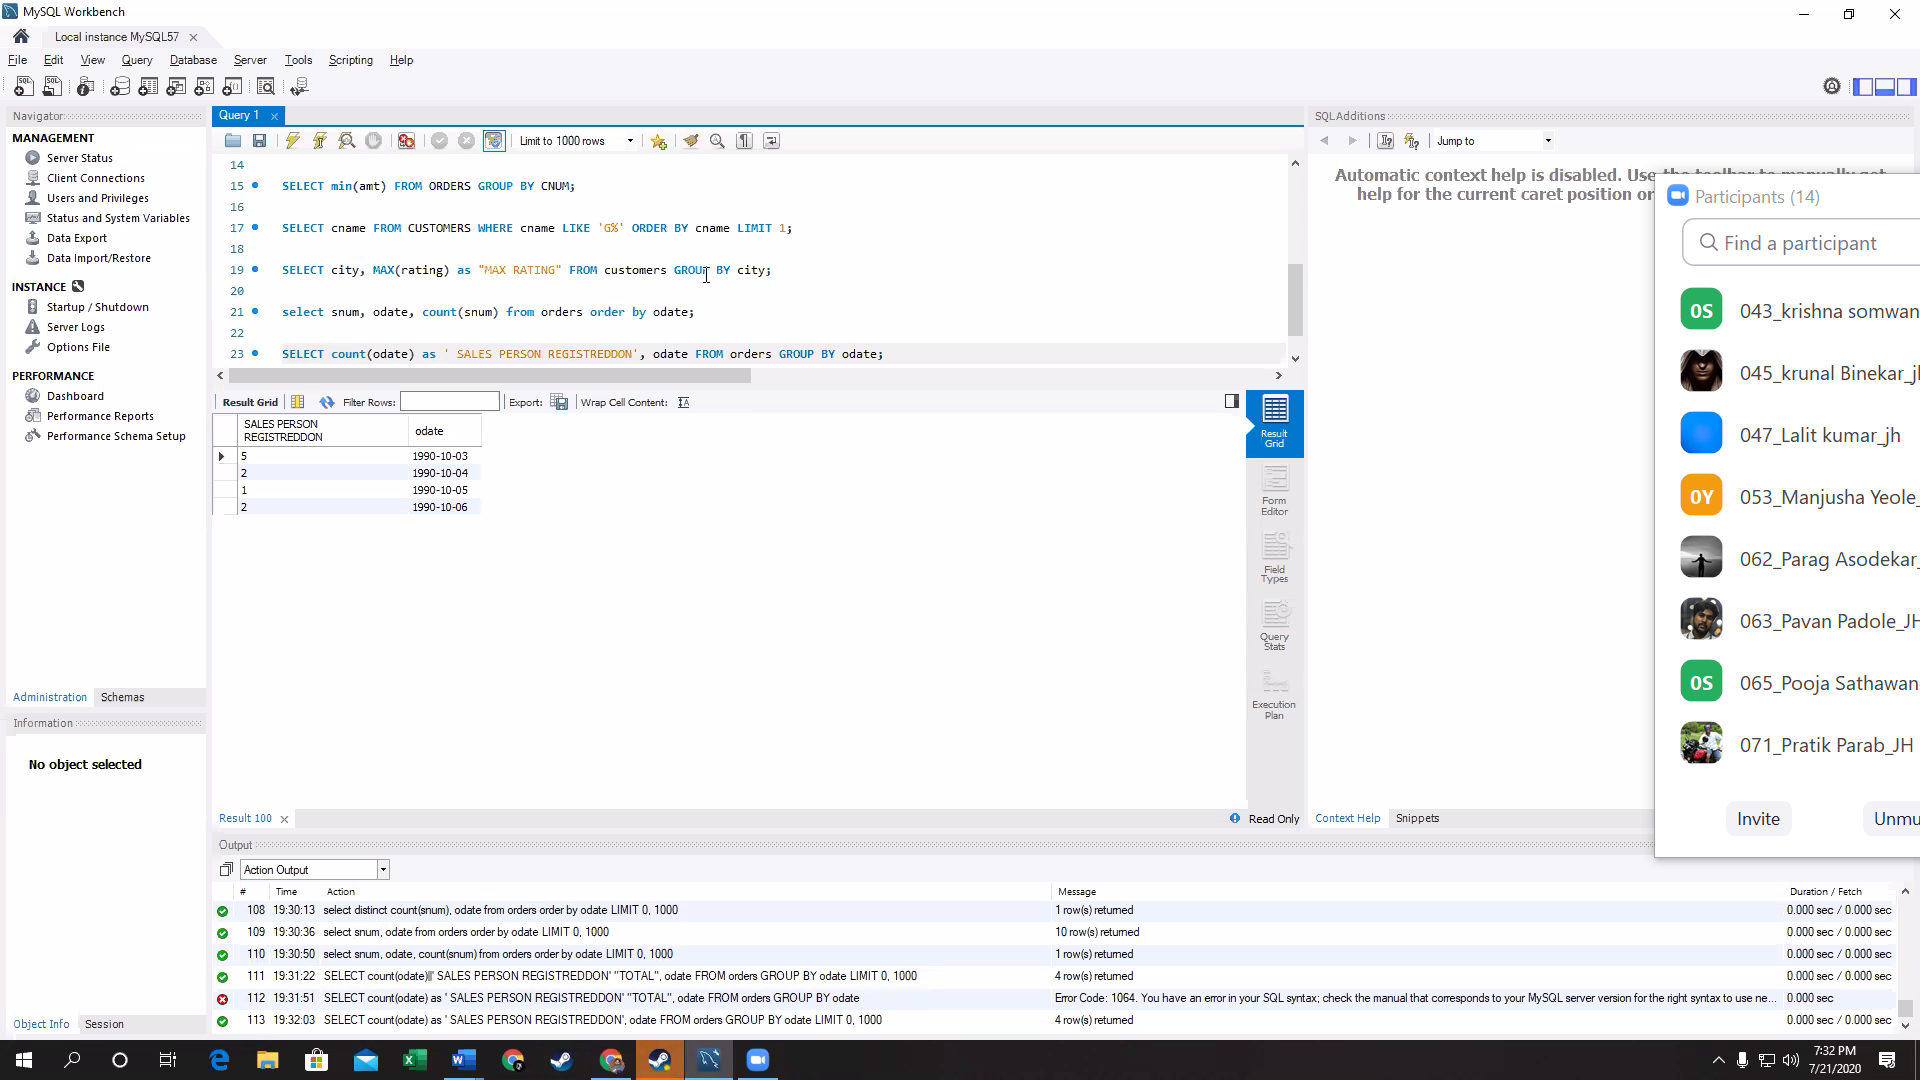 MySQL Workbench
Local instance MySQL57
File Edit View Query Database Server Tools Scripting Help
Navigator
MANAGEMENT
Server Status
Client Connections
Users and Privileges
Status and System Variables
Data Export
Data Import/Restore
INSTANCE
Startup / Shutdown
Server Logs
Options File
PERFORMANCE
Dashboard
Performance Reports
Performance Schema Setup
Administration Schemas
Information
No object selected
Object Info Session
Query 1
Limit to 1000 rows
14
15 SELECT min(amt) FROM ORDERS GROUP BY CNUM;
16
17 SELECT cname FROM CUSTOMERS WHERE cname LIKE 'G%' ORDER BY cname LIMIT 1;
18
19 SELECT city, MAX(rating) as "MAX RATING" FROM customers GROUP BY city;
20
21 select snum, odate, count(snum) from orders order by odate;
22
23 SELECT count(odate) as ' SALES PERSON REGISTREDDON', odate FROM orders GROUP BY odate;
Result Grid Filter Rows: Export: Wrap Cell Content:
SALES PERSON REGISTREDDON odate
5 1990-10-03
2 1990-10-04
1 1990-10-05
2 1990-10-06
Result Grid
Form Editor
Field Types
Query Stats
Execution Plan
Result 100
Read Only
SQLAdditions
Jump to
Automatic context help is disabled. Use the toolbar to manually get
help for the current caret position or
Context Help Snippets
Participants (14)
Find a participant
OS 043_krishna somwan
045_krunal Binekar_j
047_Lalit kumar_jh
OY 053_Manjusha Yeole_
062_Parag Asodekar_
063_Pavan Padole_JH
OS 065_Pooja Sathawan
071_Pratik Parab_JH
Invite Unmu
Output
Action Output
# Time Action Message Duration / Fetch
108 19:30:13 select distinct count(snum), odate from orders order by odate LIMIT 0, 1000 1 row(s) returned 0.000 sec / 0.000 sec
109 19:30:36 select snum, odate from orders order by odate LIMIT 0, 1000 10 row(s) returned 0.000 sec / 0.000 sec
110 19:30:50 select snum, odate, count(snum) from orders order by odate LIMIT 0, 1000 1 row(s) returned 0.000 sec / 0.000 sec
111 19:31:22 SELECT count(odate) ' SALES PERSON REGISTREDDON' "TOTAL", odate FROM orders GROUP BY odate LIMIT 0, 1000 4 row(s) returned 0.000 sec / 0.000 sec
112 19:31:51 SELECT count(odate) as ' SALES PERSON REGISTREDDON' "TOTAL", odate FROM orders GROUP BY odate Error Code: 1064. You have an error in your SQL syntax; check the manual that corresponds to your MySQL server version for the right syntax to use ne... 0.000 sec
113 19:32:03 SELECT count(odate) as ' SALES PERSON REGISTREDDON', odate FROM orders GROUP BY odate LIMIT 0, 1000 4 row(s) returned 0.000 sec / 0.000 sec
7:32 PM
7/21/2020